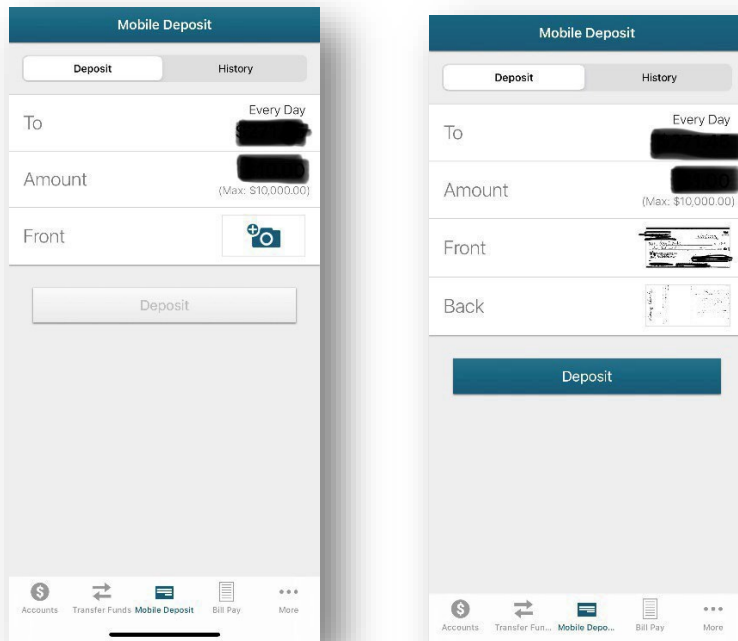 Mobile Deposit
Deposit History
To Every Day
Amount
(Max: $10,000.00)
Front
Deposit
Accounts Transfer Funds Mobile Deposit Bill Pay More
Mobile Deposit
Deposit History
To Every Day
Amount
(Max: $10,000.00)
Front
Back
Deposit
Accounts Transfer Fun... Mobile Depo... Bill Pay More